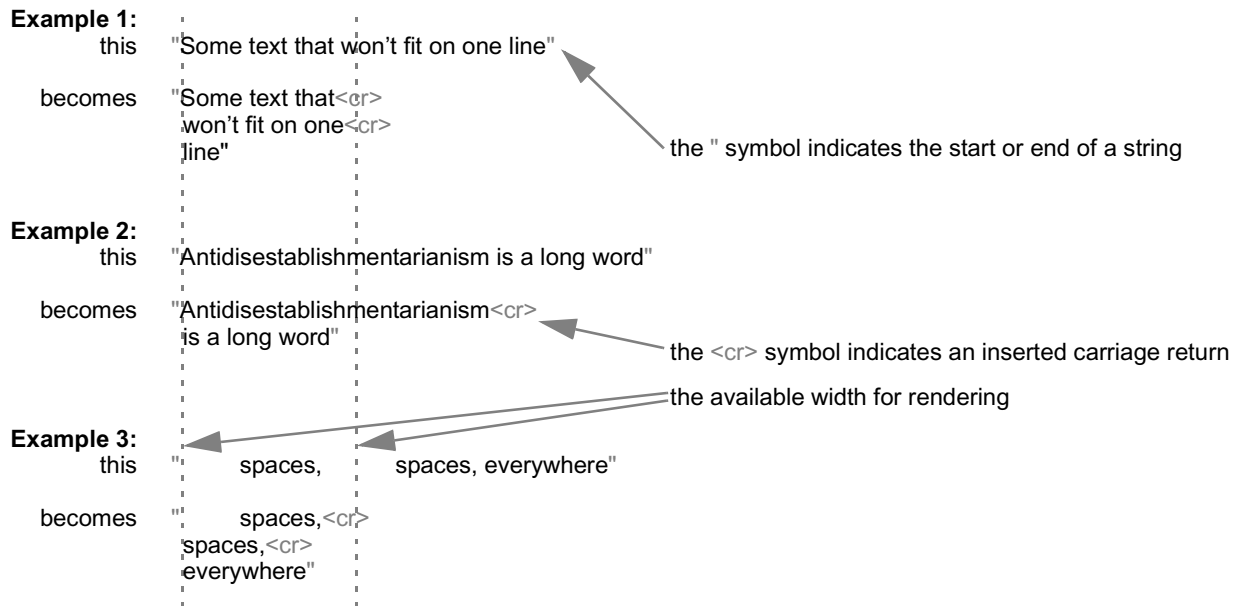 Example 1:
this "Some text that won't fit on one line"
becomes "Some text that<cr>
won't fit on one<cr>
line"
the " symbol indicates the start or end of a string
Example 2:
this "Antidisestablishmentarianism is a long word"
becomes "Antidisestablishmentarianism<cr>
is a long word"
the <cr> symbol indicates an inserted carriage return
the available width for rendering
Example 3:
this "        spaces,        spaces, everywhere"
becomes "        spaces,<cr>
spaces,<cr>
everywhere"